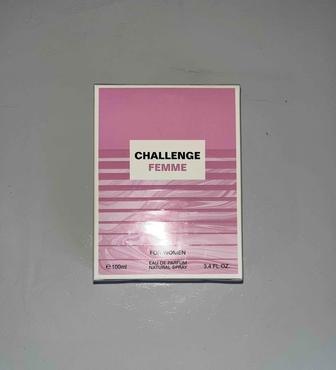 CHALLENGE
FEMME
FOR WOMEN
EAU DE PARFUM
℮ 100ml NATURAL SPRAY 3.4 FL OZ.